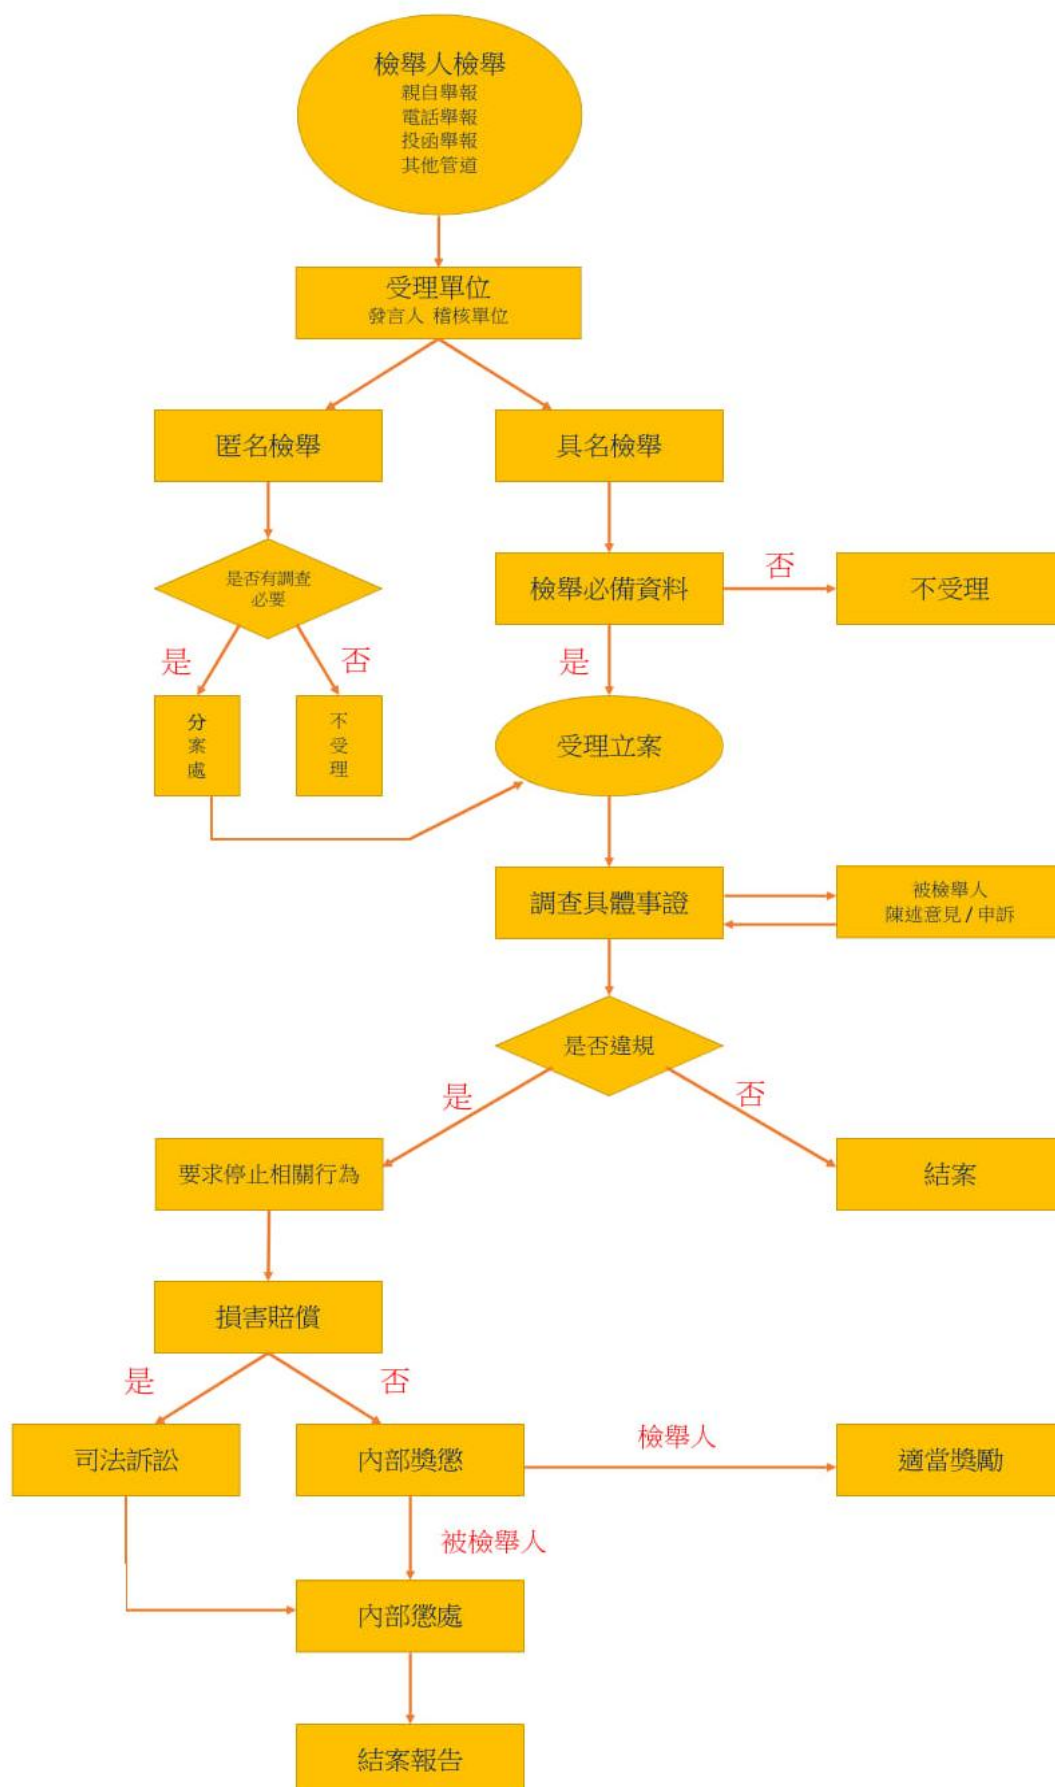 檢舉人檢舉
親自舉報
電話舉報
投函舉報
其他管道
受理單位
發言人 稽核單位
匿名檢舉
具名檢舉
是否有調查
必要
檢舉必備資料
否
不受理
是
否
是
分
案
處
不
受
理
受理立案
調查具體事證
被檢舉人
陳述意見 / 申訴
是否違規
是
否
要求停止相關行為
結案
損害賠償
是
否
司法訴訟
內部獎懲
檢舉人
適當獎勵
被檢舉人
內部懲處
結案報告